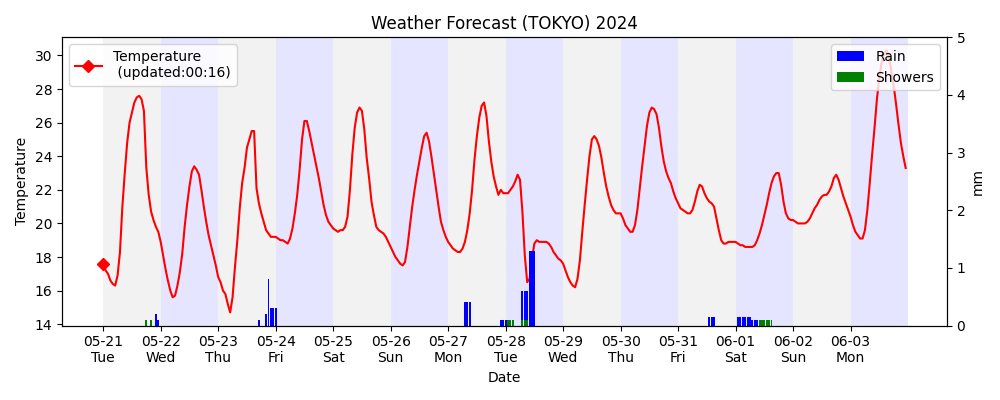 Weather Forecast (TOKYO) 2024
Temperature
(updated:00:16)
Rain
Showers
Temperature
30
28
26
24
22
20
18
16
14
5
4
3
2
1
0
mm
05-21 05-22 05-23 05-24 05-25 05-26 05-27 05-28 05-29 05-30 05-31 06-01 06-02 06-03
Tue Wed Thu Fri Sat Sun Mon Tue Wed Thu Fri Sat Sun Mon
Date